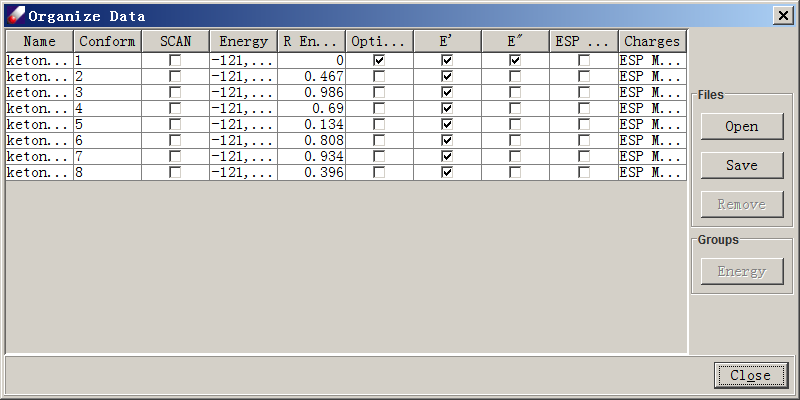 Organize Data
Name Conform SCAN Energy R En... Opti... E' E" ESP ... Charges
keton... 1 -121,... 0 ESP M...
keton... 2 -121,... 0.467 ESP M...
keton... 3 -121,... 0.986 ESP M...
keton... 4 -121,... 0.69 ESP M...
keton... 5 -121,... 0.134 ESP M...
keton... 6 -121,... 0.808 ESP M...
keton... 7 -121,... 0.934 ESP M...
keton... 8 -121,... 0.396 ESP M...
Files
Open
Save
Remove
Groups
Energy
Close